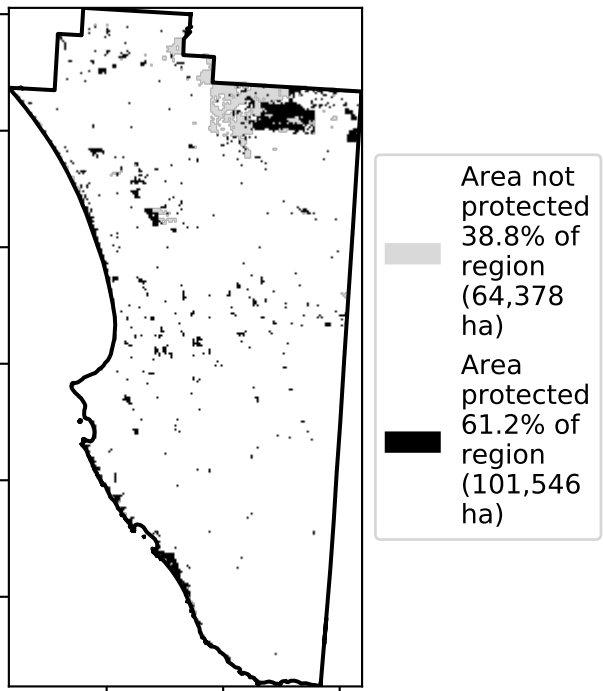 Area not
protected
38.8% of
region
(64,378
ha)
Area
protected
61.2% of
region
(101,546
ha)